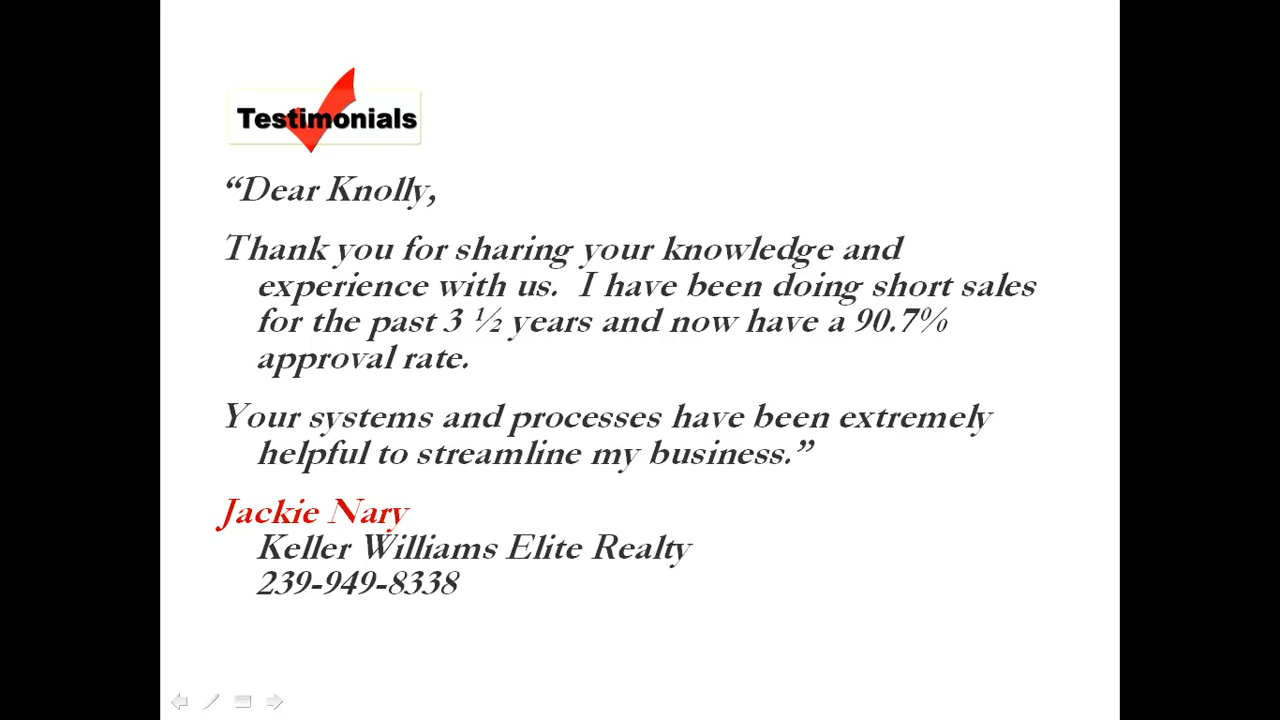 Testimonials
“Dear Knolly,
Thank you for sharing your knowledge and
experience with us.  I have been doing short sales
for the past 3 ½ years and now have a 90.7%
approval rate.
Your systems and processes have been extremely
helpful to streamline my business.”
Jackie Nary
Keller Williams Elite Realty
239-949-8338